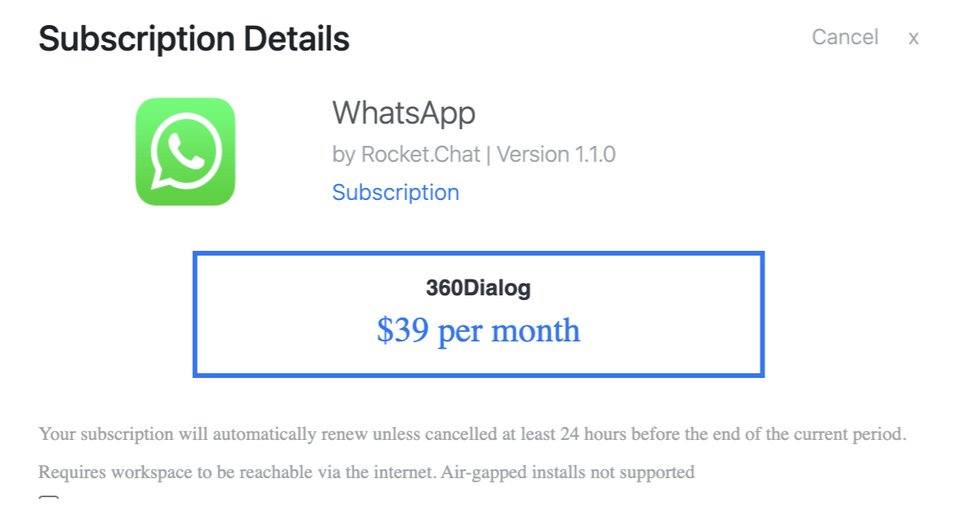 Subscription Details
Cancel x
WhatsApp
by Rocket.Chat | Version 1.1.0
Subscription
360Dialog
$39 per month
Your subscription will automatically renew unless cancelled at least 24 hours before the end of the current period.
Requires workspace to be reachable via the internet. Air-gapped installs not supported